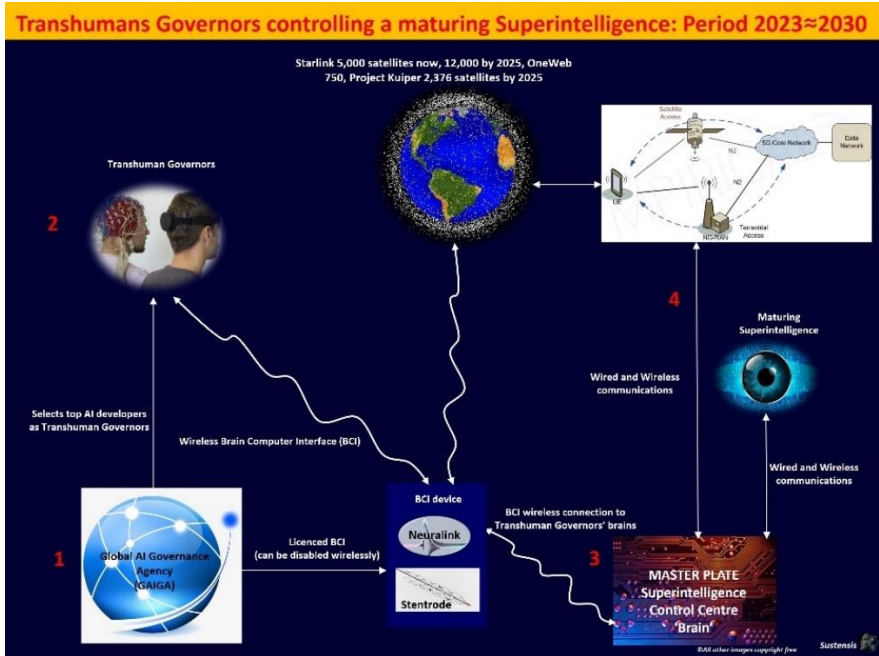 Transhumans Governors controlling a maturing Superintelligence: Period 2023≈2030
Starlink 5,000 satellites now, 12,000 by 2025, OneWeb
750, Project Kuiper 2,376 satellites by 2025
Transhuman Governors
2
Satellite
Access
N2
5G Core Network
Data
Network
UE
N2
NG-RAN
Terrestrial
Access
4
Maturing
Superintelligence
Wired and Wireless
communications
Selects top AI developers
as Transhuman Governors
Wireless Brain Computer Interface (BCI)
Wired and Wireless
communications
1
Global AI Governance
Agency
(GAIGA)
Licenced BCI
(can be disabled wirelessly)
BCI device
Neuralink
Stentrode
BCI wireless connection to
Transhuman Governors' brains
3
MASTER PLATE
Superintelligence
Control Centre
'Brain'
©All other images copyright free
Sustensis